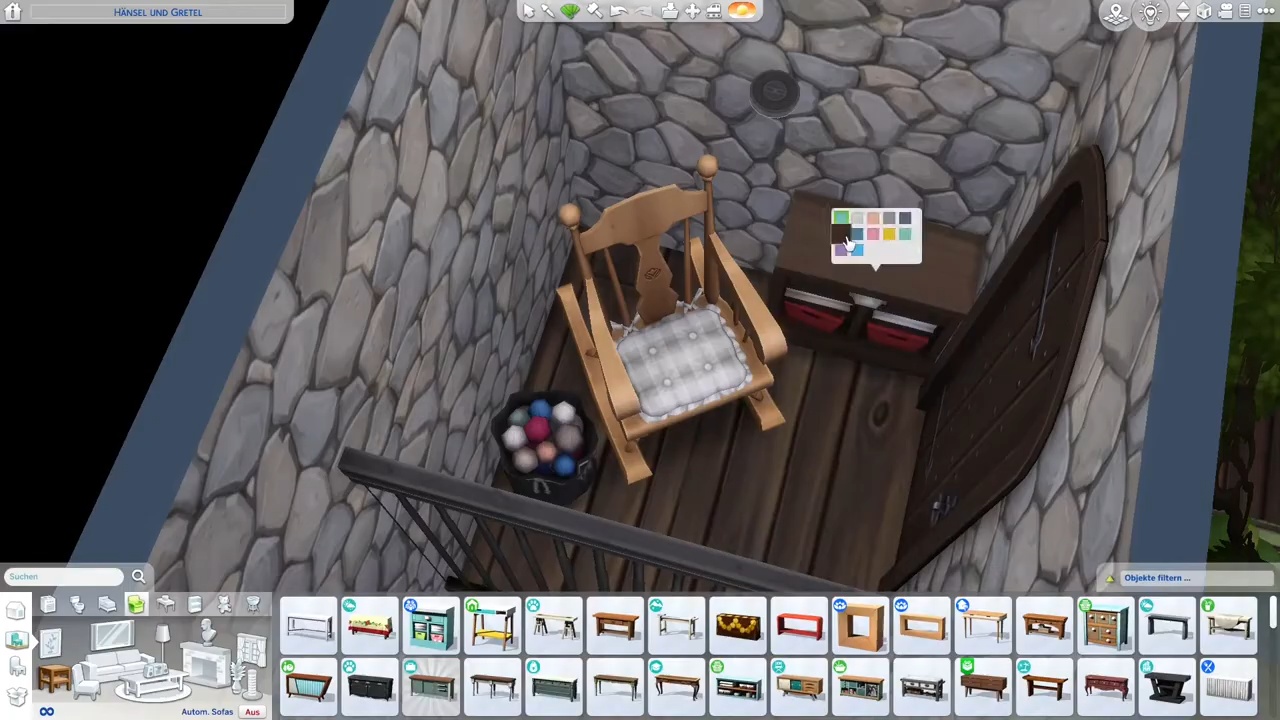 HÄNSEL UND GRETEL
Suchen
Objekte filtern ...
Autom. Sofas
Aus